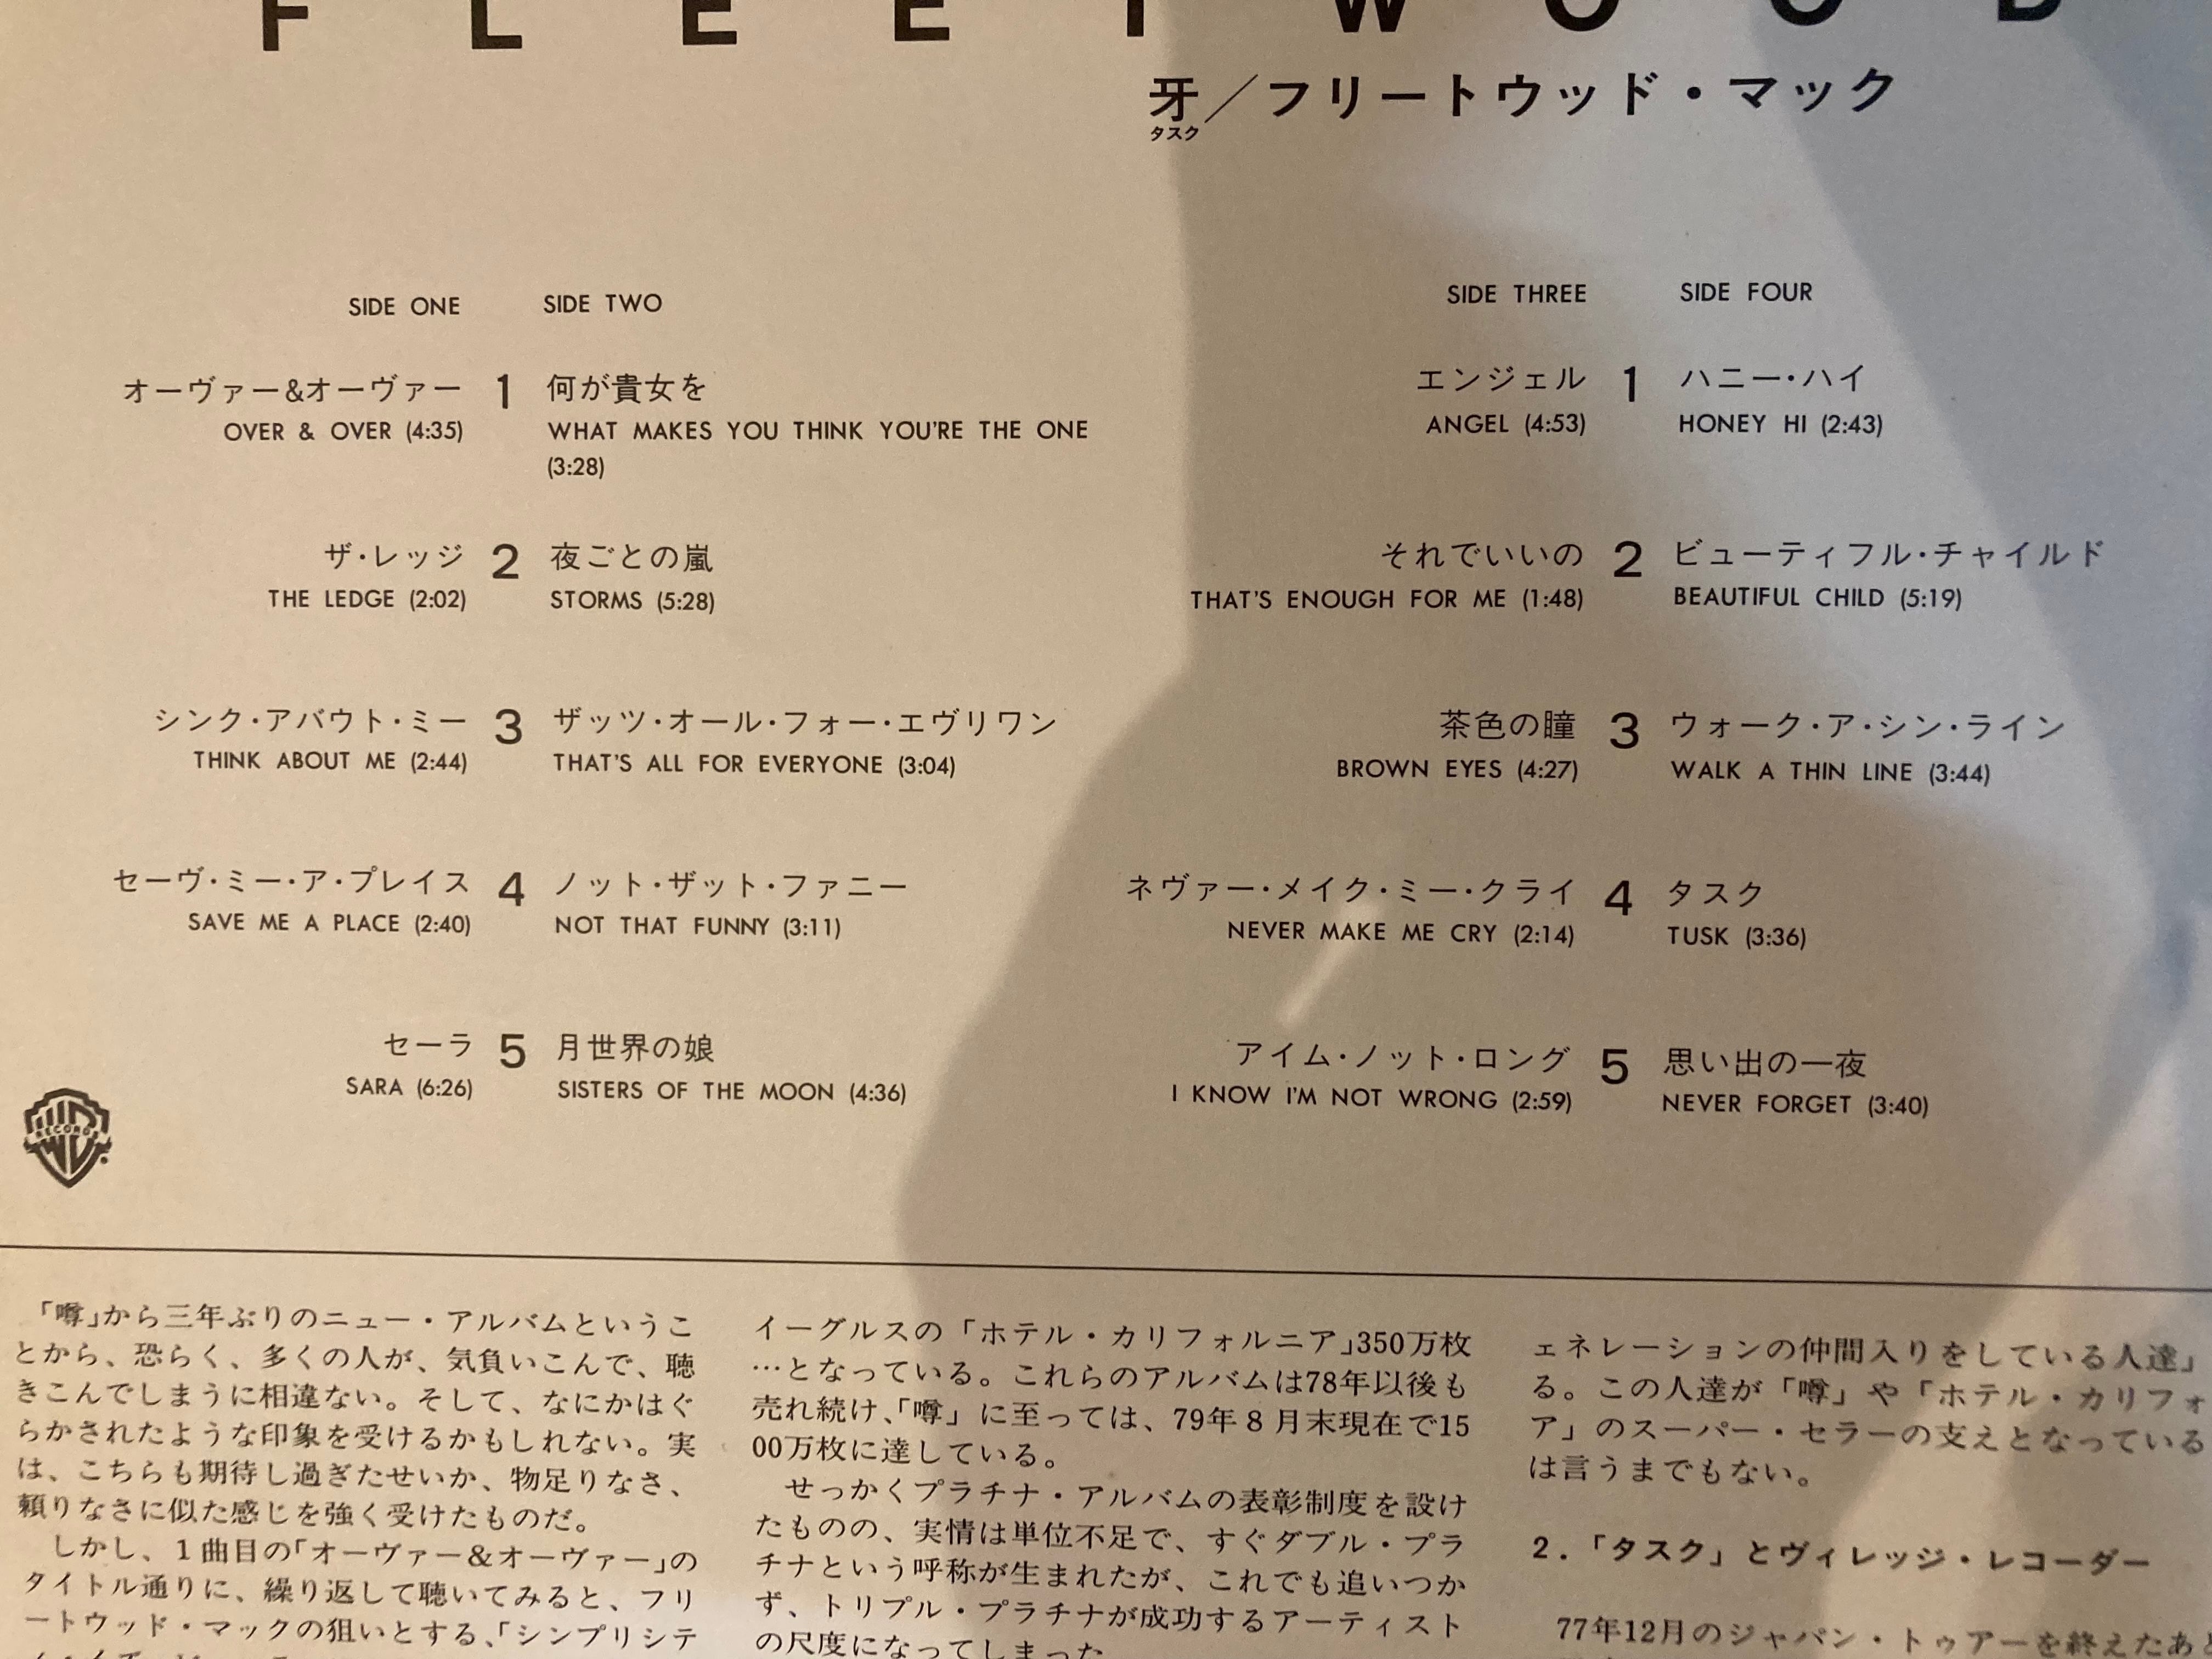 FLEETWOOD
牙／フリートウッド・マック
タスク
SIDE ONE
オーヴァー&オーヴァー 1
OVER & OVER (4:35)
ザ・レッジ 2
THE LEDGE (2:02)
シンク・アバウト・ミー 3
THINK ABOUT ME (2:44)
セーヴ・ミー・ア・プレイス 4
SAVE ME A PLACE (2:40)
セーラ 5
SARA (6:26)
SIDE TWO
何が貴女を
WHAT MAKES YOU THINK YOU'RE THE ONE
(3:28)
夜ごとの嵐
STORMS (5:28)
ザッツ・オール・フォー・エヴリワン
THAT'S ALL FOR EVERYONE (3:04)
ノット・ザット・ファニー
NOT THAT FUNNY (3:11)
月世界の娘
SISTERS OF THE MOON (4:36)
SIDE THREE
エンジェル 1
ANGEL (4:53)
それでいいの 2
THAT'S ENOUGH FOR ME (1:48)
茶色の瞳 3
BROWN EYES (4:27)
ネヴァー・メイク・ミー・クライ 4
NEVER MAKE ME CRY (2:14)
アイム・ノット・ロング 5
I KNOW I'M NOT WRONG (2:59)
SIDE FOUR
ハニー・ハイ
HONEY HI (2:43)
ビューティフル・チャイルド
BEAUTIFUL CHILD (5:19)
ウォーク・ア・シン・ライン
WALK A THIN LINE (3:44)
タスク
TUSK (3:36)
思い出の一夜
NEVER FORGET (3:40)
RECORDS
「噂」から三年ぶりのニュー・アルバムというこ
とから、恐らく、多くの人が、気負いこんで、聴
きこんでしまうに相違ない。そして、なにかはぐ
らかされたような印象を受けるかもしれない。実
は、こちらも期待し過ぎたせいか、物足りなさ、
頼りなさに似た感じを強く受けたものだ。
しかし、1曲目の「オーヴァー&オーヴァー」の
タイトル通りに、繰り返して聴いてみると、フリ
ートウッド・マックの狙いとする、「シンプリシテ
イーグルスの「ホテル・カリフォルニア」350万枚
…となっている。これらのアルバムは78年以後も
売れ続け、「噂」に至っては、79年8月末現在で15
00万枚に達している。
せっかくプラチナ・アルバムの表彰制度を設け
たものの、実情は単位不足で、すぐダブル・プラ
チナという呼称が生まれたが、これでも追いつか
ず、トリプル・プラチナが成功するアーティスト
の尺度になってしまった
ェネレーションの仲間入りをしている人達」
る。この人達が「噂」や「ホテル・カリフォ
ア」のスーパー・セラーの支えとなっている
は言うまでもない。
2.「タスク」とヴィレッジ・レコーダー
77年12月のジャパン・トゥアーを終えたあと